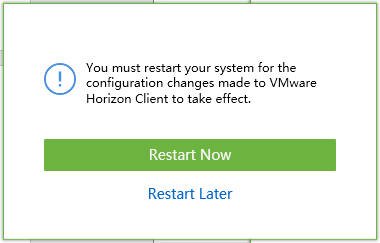 You must restart your system for the
configuration changes made to VMware
Horizon Client to take effect.
Restart Now
Restart Later